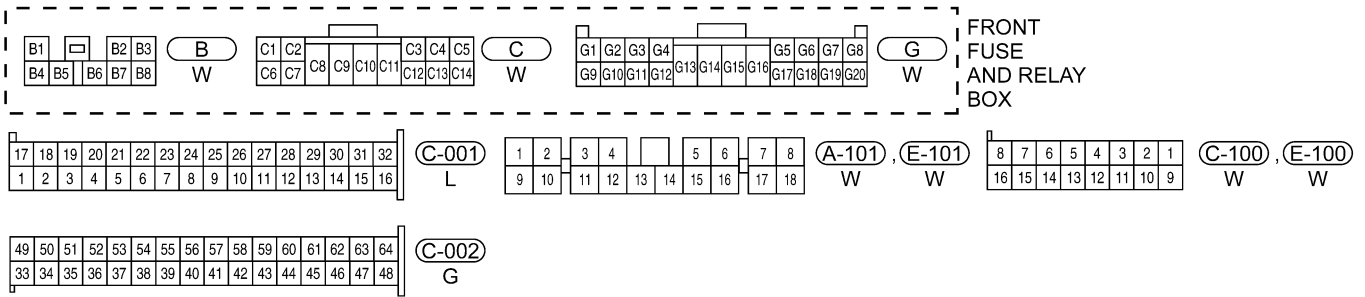 B1 B2 B3 B C1 C2 C3 C4 C5 C G1 G2 G3 G4 G5 G6 G7 G8 G FRONT
C8 C9 C10 C11 G13 G14 G15 G16 FUSE
B4 B5 B6 B7 B8 W C6 C7 C12 C13 C14 W G9 G10 G11 G12 G17 G18 G19 G20 W AND RELAY
BOX
17 18 19 20 21 22 23 24 25 26 27 28 29 30 31 32 C-001 1 2 3 4 5 6 7 8 A-101 , E-101 8 7 6 5 4 3 2 1 C-100 , E-100
1 2 3 4 5 6 7 8 9 10 11 12 13 14 15 16 L 9 10 11 12 13 14 15 16 17 18 W W 16 15 14 13 12 11 10 9 W W
49 50 51 52 53 54 55 56 57 58 59 60 61 62 63 64 C-002
33 34 35 36 37 38 39 40 41 42 43 44 45 46 47 48 G